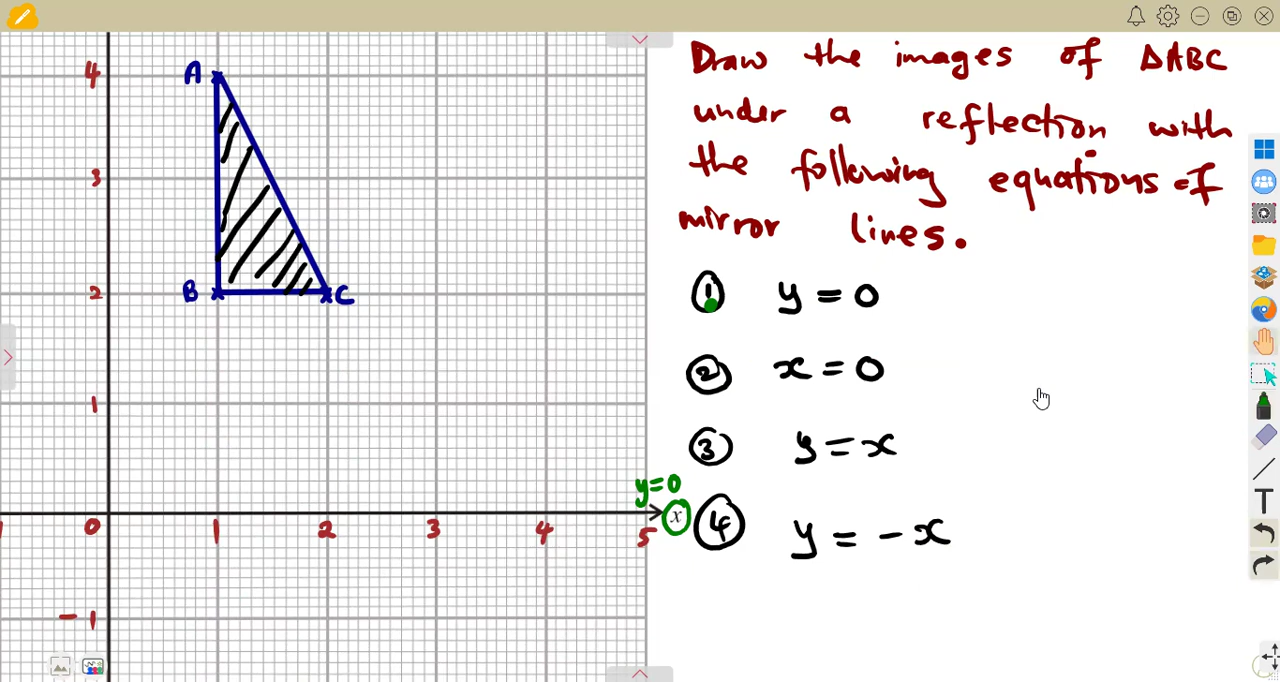 Draw the images of ΔABC
under a reflection with
the following equations of
mirror lines.
① y = 0
② x = 0
③ y = x
④ y = -x
4
A
3
2
B
C
1
y=0
x
0
1
2
3
4
5
-1
T